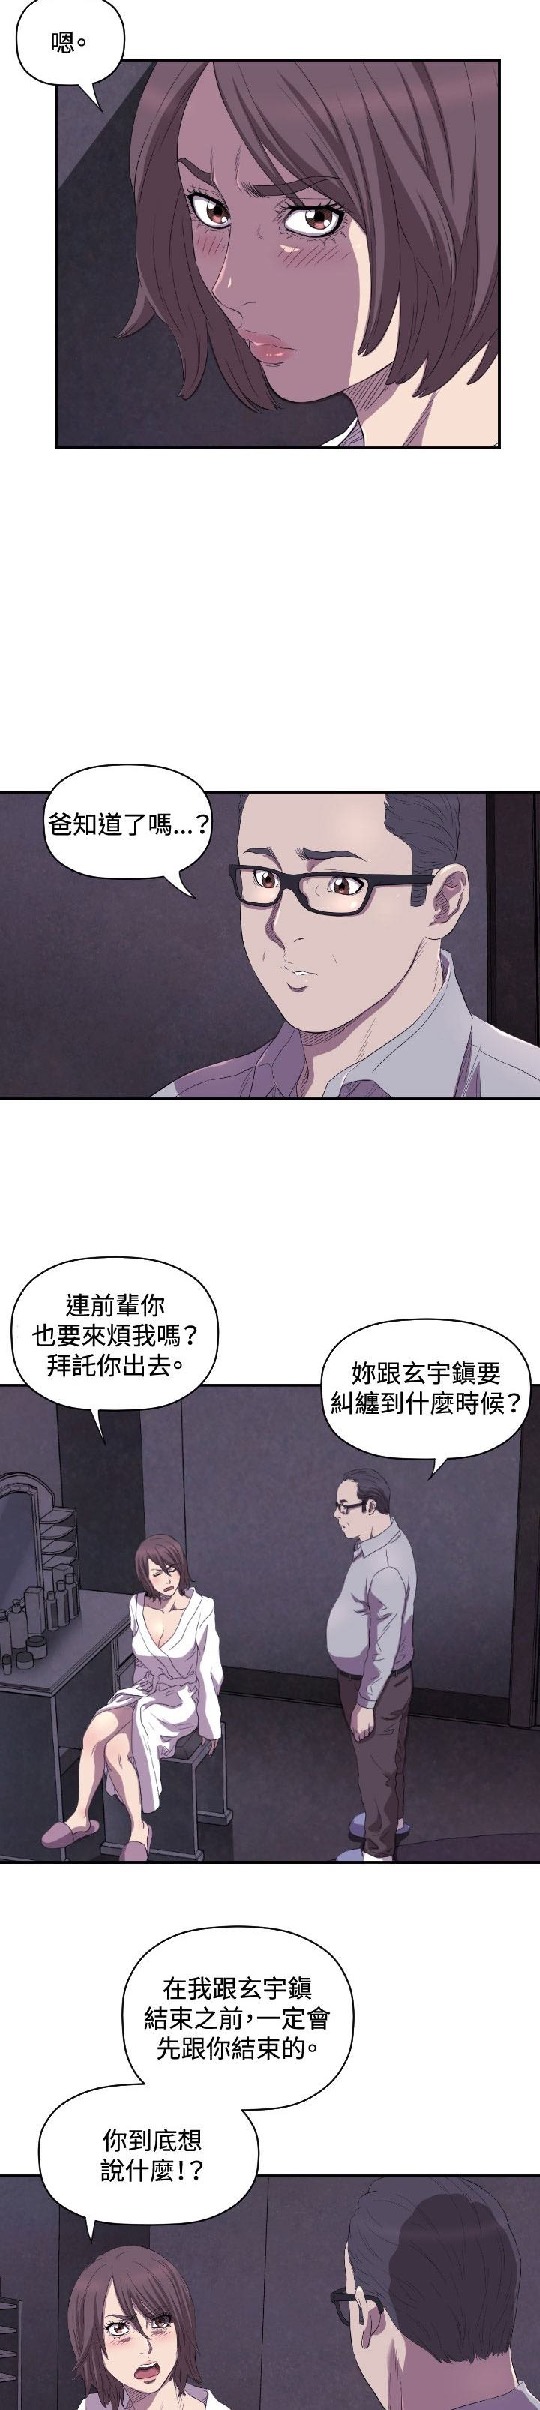 嗯。
爸知道了嗎...？
連前輩你
也要來煩我嗎？
拜託你出去。
妳跟玄宇鎮要
糾纏到什麼時候？
在我跟玄宇鎮
結束之前，一定會
先跟你結束的。
你到底想
說什麼！？